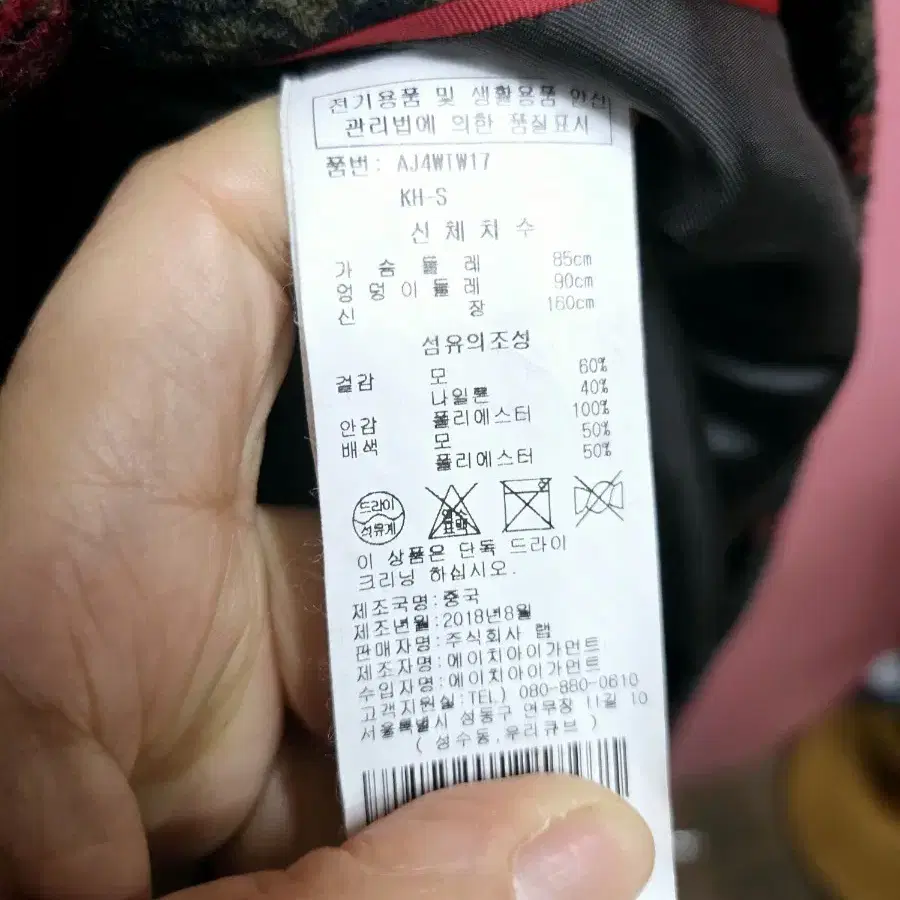 전기용품 및 생활용품 안전
관리법에 의한 품질표시
품번: AJ4WTW17
KH-S
신체치수
가슴둘레 85cm
엉덩이둘레 90cm
신장 160cm
섬유의조성
겉감 모 60%
나일론 40%
안감 폴리에스터 100%
배색 모 50%
폴리에스터 50%
드라이
석유계
염소
표백
이 상품은 단독 드라이
크리닝 하십시오.
제조국명:중국
제조년월:2018년8월
판매자명:주식회사 랩
제조자명:에이치아이가먼트
수입자명:에이치아이가먼트
고객지원실:TEL) 080-880-0610
서울특별시 성동구 연무장 11길 10
(성수동,우리큐브)